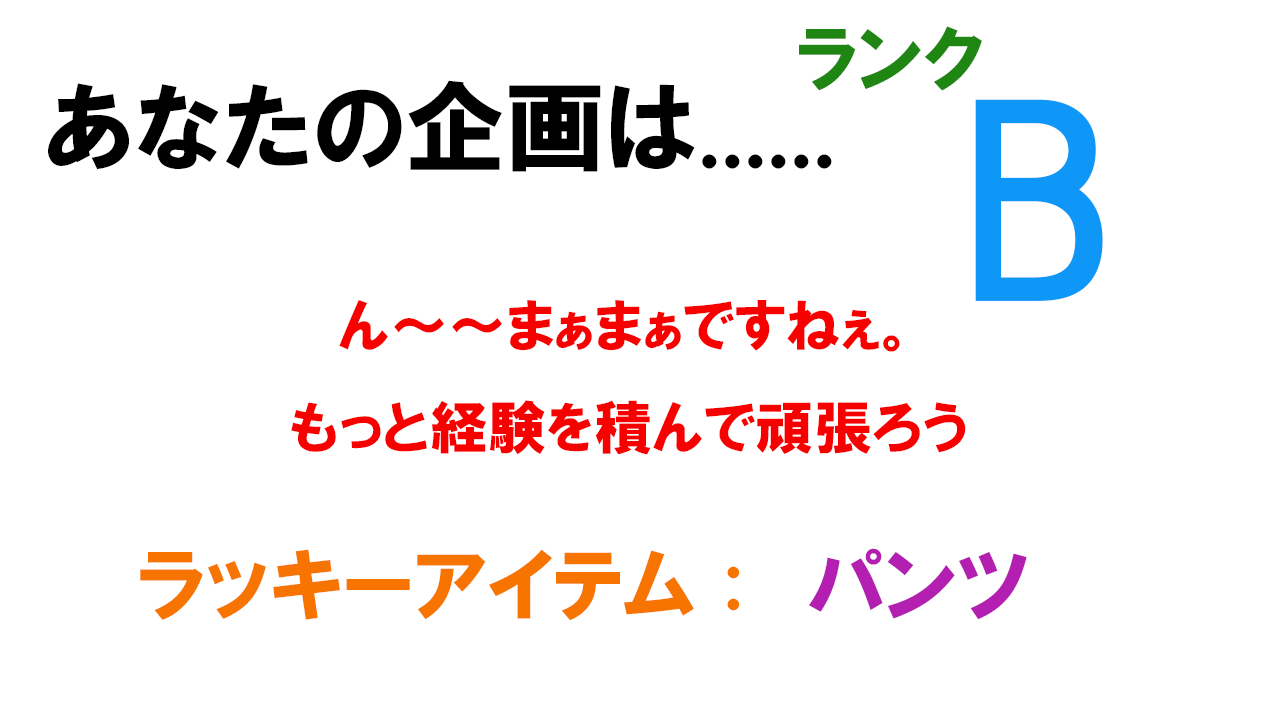 ランク
あなたの企画は......
B
ん～～まぁまぁですねぇ。
もっと経験を積んで頑張ろう
ラッキーアイテム： パンツ